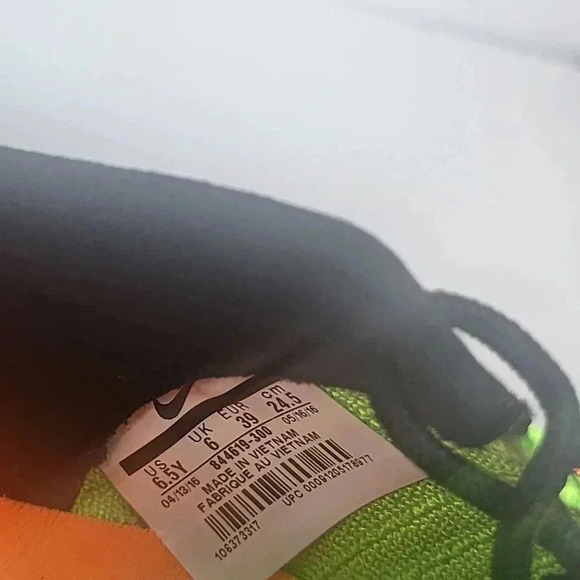 US UK EUR cm
6.5Y 6 39 24.5
844619-300
04/13/16 05/16/16
MADE IN VIETNAM
FABRIQUE AU VIETNAM
106373317 UPC 00091205178977